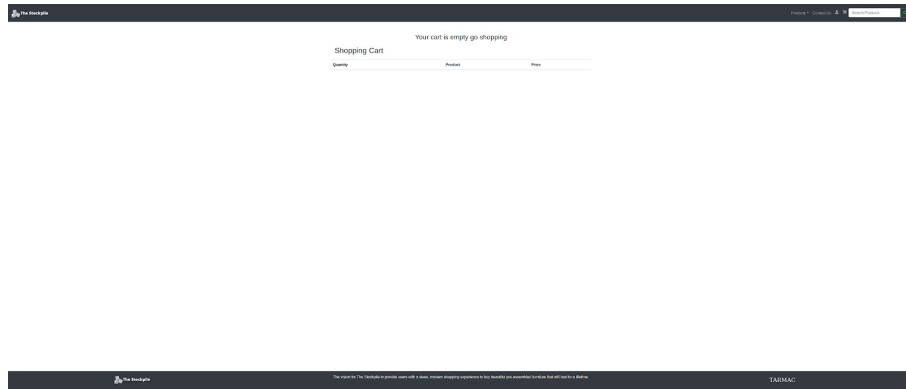 The Stockpile
Products Contact Us Search Products
Your cart is empty go shopping
Shopping Cart
Quantity Product Price
The Stockpile
The vision for The Stockpile to provide users with a sleek, modern shopping experience to buy beautiful pre-assembled furniture that will last for a lifetime.
TARMAC